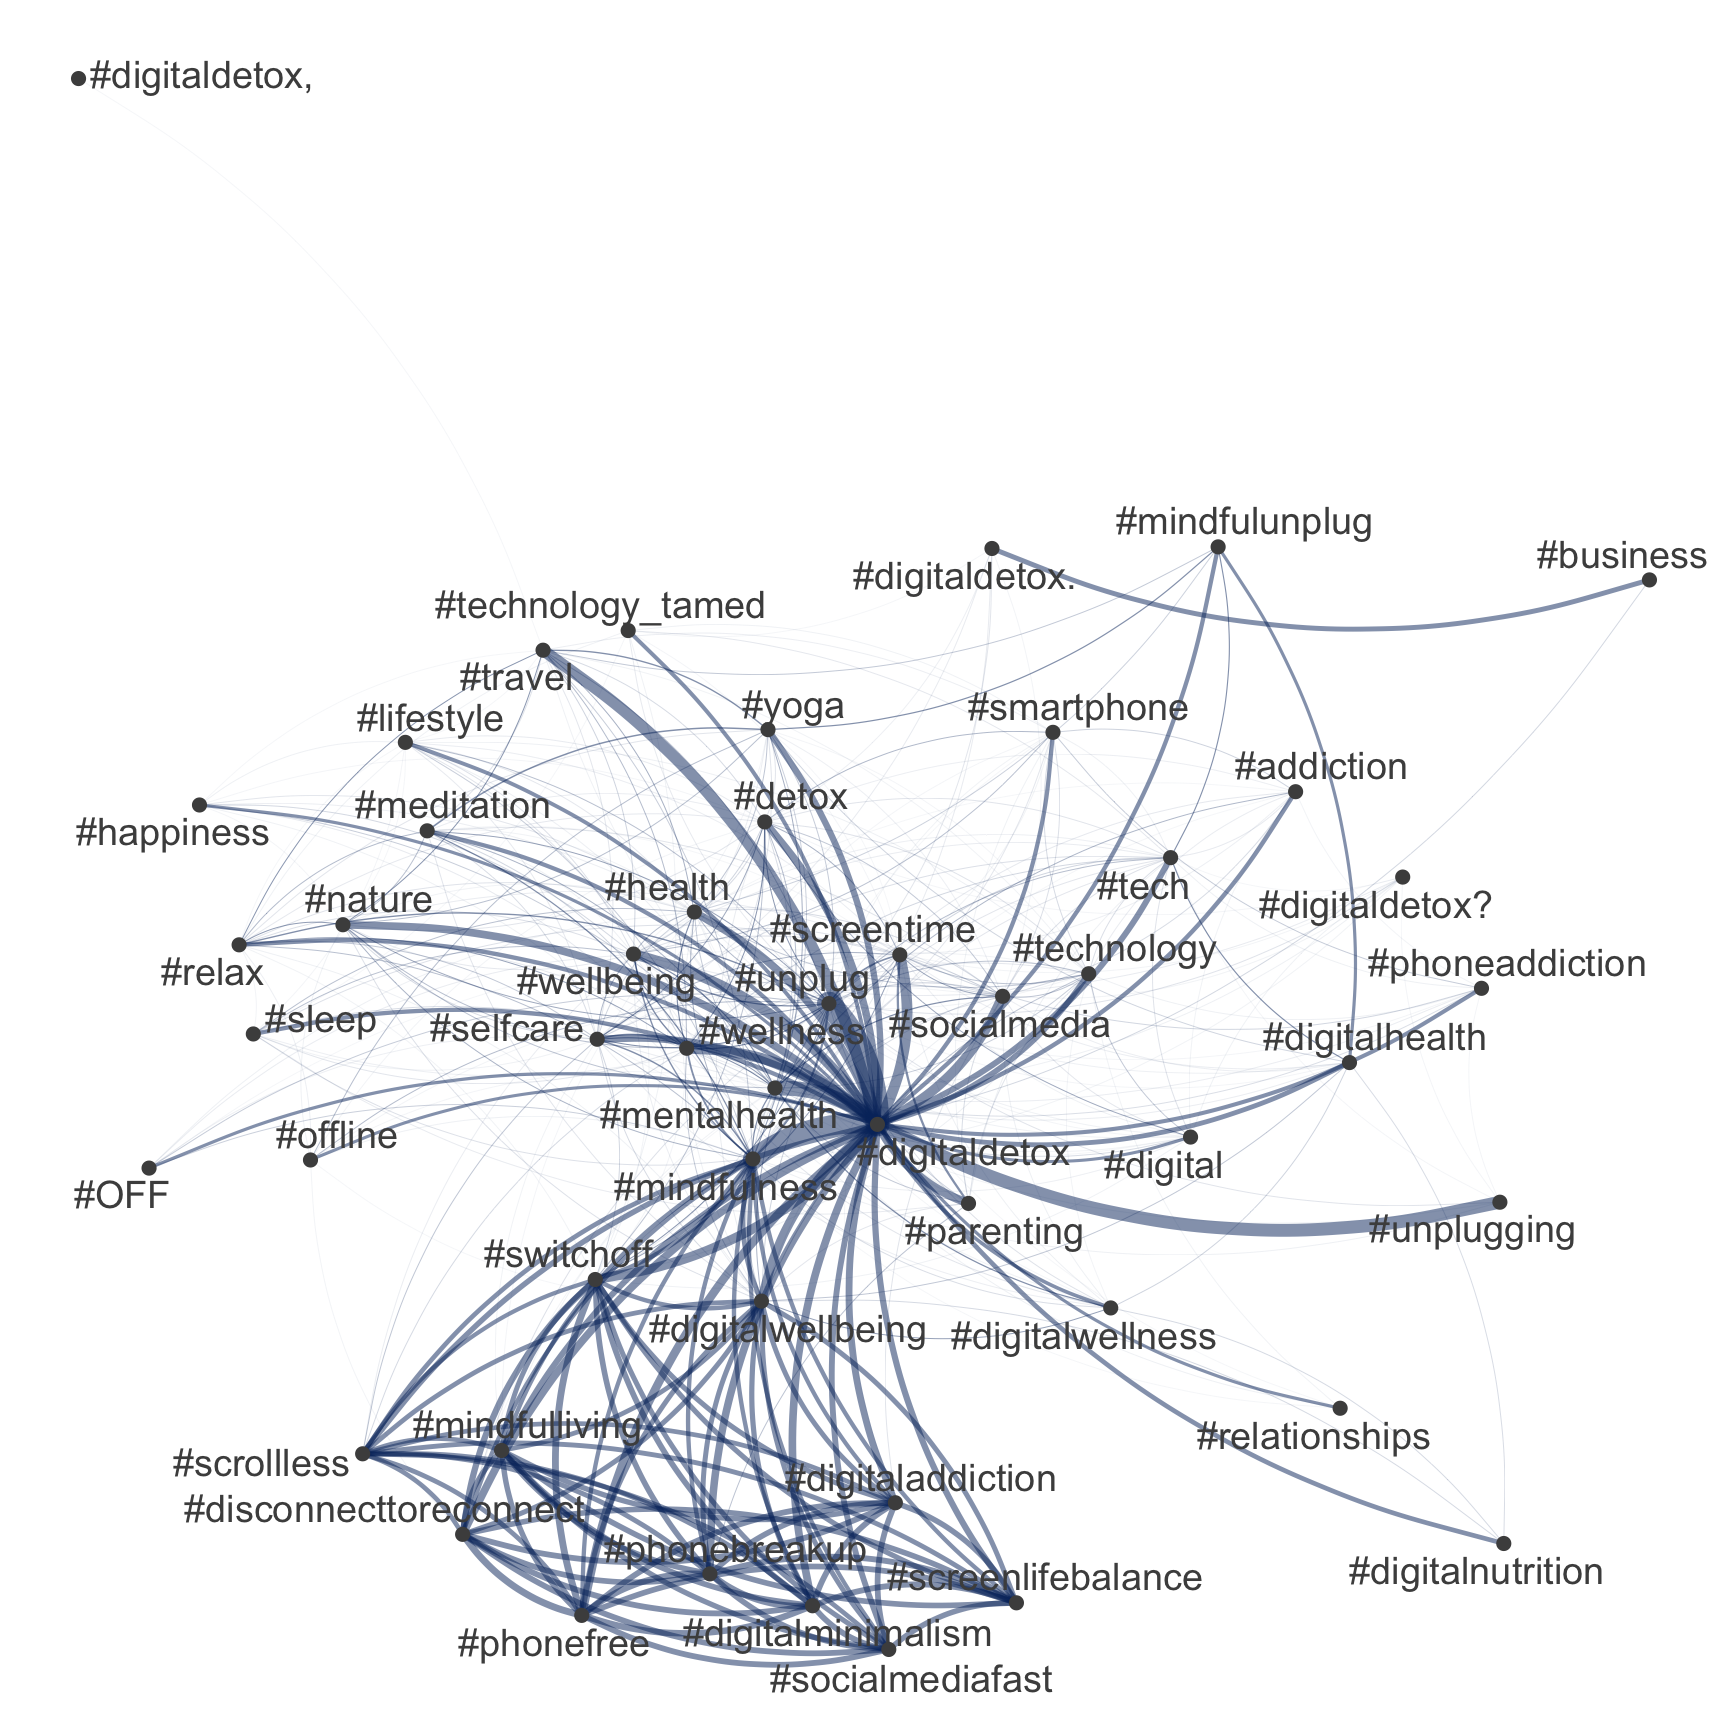 #digitaldetox,
#mindfulunplug
#business
#digitaldetox.
#technology_tamed
#travel
#lifestyle
#yoga
#smartphone
#addiction
#detox
#meditation
#happiness
#health
#tech
#nature
#digitaldetox?
#screentime
#technology
#phoneaddiction
#relax
#wellbeing
#unplug
#sleep
#selfcare
#wellness
#socialmedia
#digitalhealth
#mentalhealth
#offline
#digitaldetox
#digital
#OFF
#mindfulness
#parenting
#unplugging
#switchoff
#digitalwellbeing
#digitalwellness
#mindfulliving
#relationships
#scrollless
#digitaladdiction
#disconnecttoreconnect
#phonebreakup
#screenlifebalance
#digitalnutrition
#phonefree
#digitalminimalism
#socialmediafast